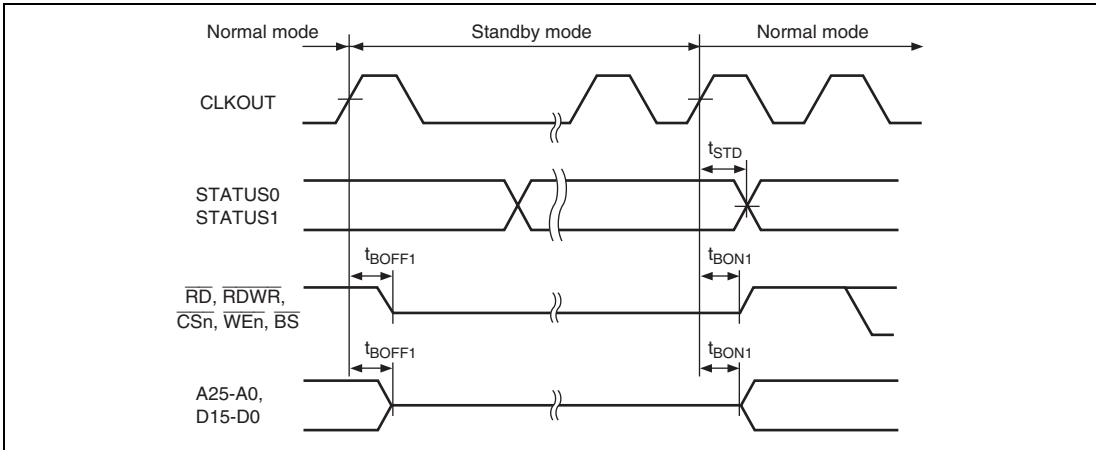 Normal mode Standby mode Normal mode
CLKOUT
tSTD
STATUS0
STATUS1
tBOFF1 tBON1
RD, RDWR,
CSn, WEn, BS
tBOFF1 tBON1
A25-A0,
D15-D0